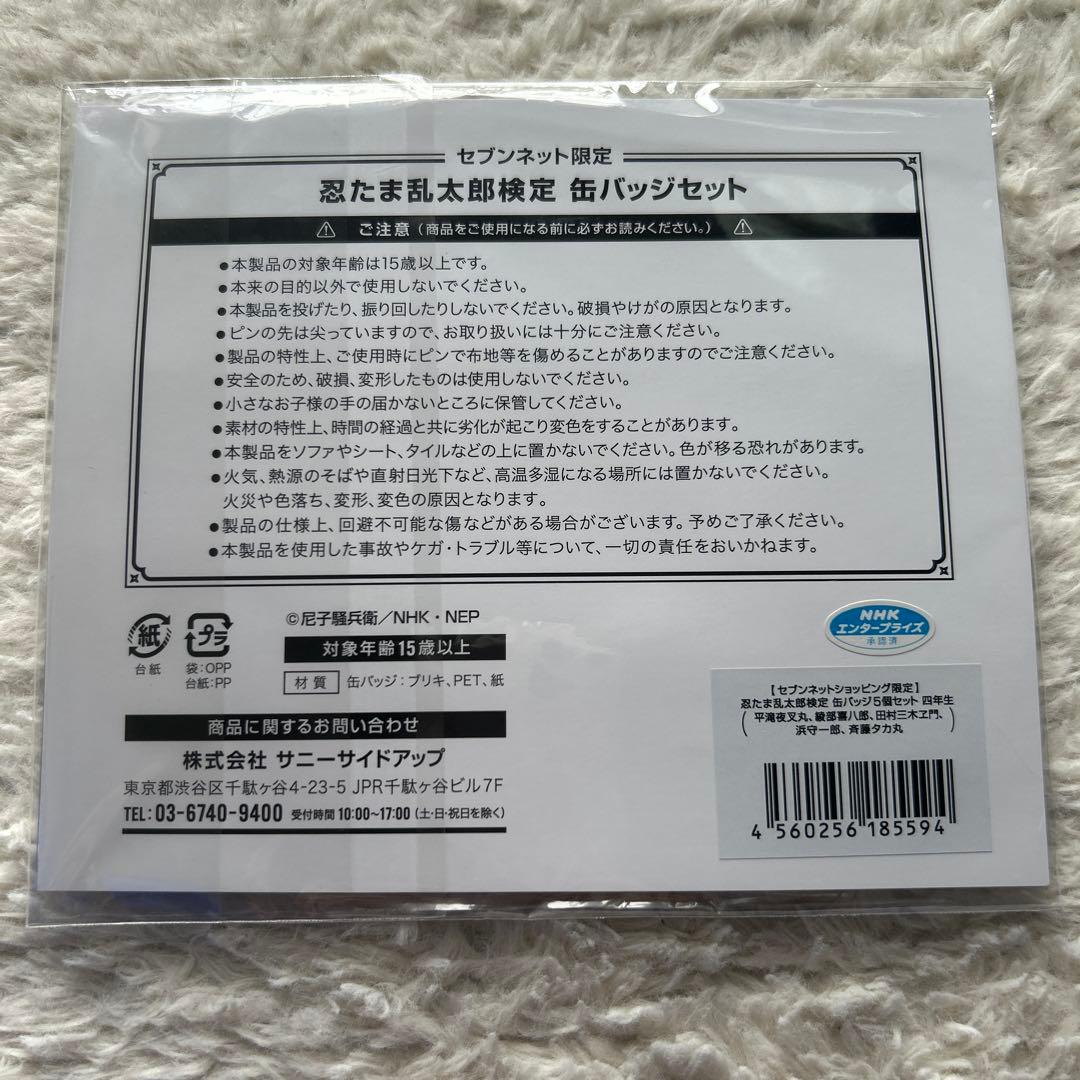 セブンネット限定
忍たま乱太郎検定 缶バッジセット
ご注意（商品をご使用になる前に必ずお読みください。）
●本製品の対象年齢は15歳以上です。
●本来の目的以外で使用しないでください。
●本製品を投げたり、振り回したりしないでください。破損やけがの原因となります。
●ピンの先は尖っていますので、お取り扱いには十分にご注意ください。
●製品の特性上、ご使用時にピンで布地等を傷めることがありますのでご注意ください。
●安全のため、破損、変形したものは使用しないでください。
●小さなお子様の手の届かないところに保管してください。
●素材の特性上、時間の経過と共に劣化が起こり変色をすることがあります。
●本製品をソファやシート、タイルなどの上に置かないでください。色が移る恐れがあります。
●火気、熱源のそばや直射日光下など、高温多湿になる場所には置かないでください。
火災や色落ち、変形、変色の原因となります。
●製品の仕様上、回避不可能な傷などがある場合がございます。予めご了承ください。
●本製品を使用した事故やケガ・トラブル等について、一切の責任をおいかねます。
紙
台紙
プラ
袋：OPP
台紙：PP
©尼子騒兵衛／NHK・NEP
対象年齢15歳以上
材質 缶バッジ：ブリキ、PET、紙
商品に関するお問い合わせ
株式会社 サニーサイドアップ
東京都渋谷区千駄ヶ谷4-23-5 JPR千駄ヶ谷ビル7F
TEL：03-6740-9400 受付時間 10:00〜17:00（土・日・祝日を除く）
NHK
エンタープライズ
承認済
【セブンネットショッピング限定】
忍たま乱太郎検定 缶バッジ5個セット 四年生
（平滝夜叉丸、綾部喜八郎、田村三木ヱ門、
浜守一郎、斉藤タカ丸）
4 560256 185594